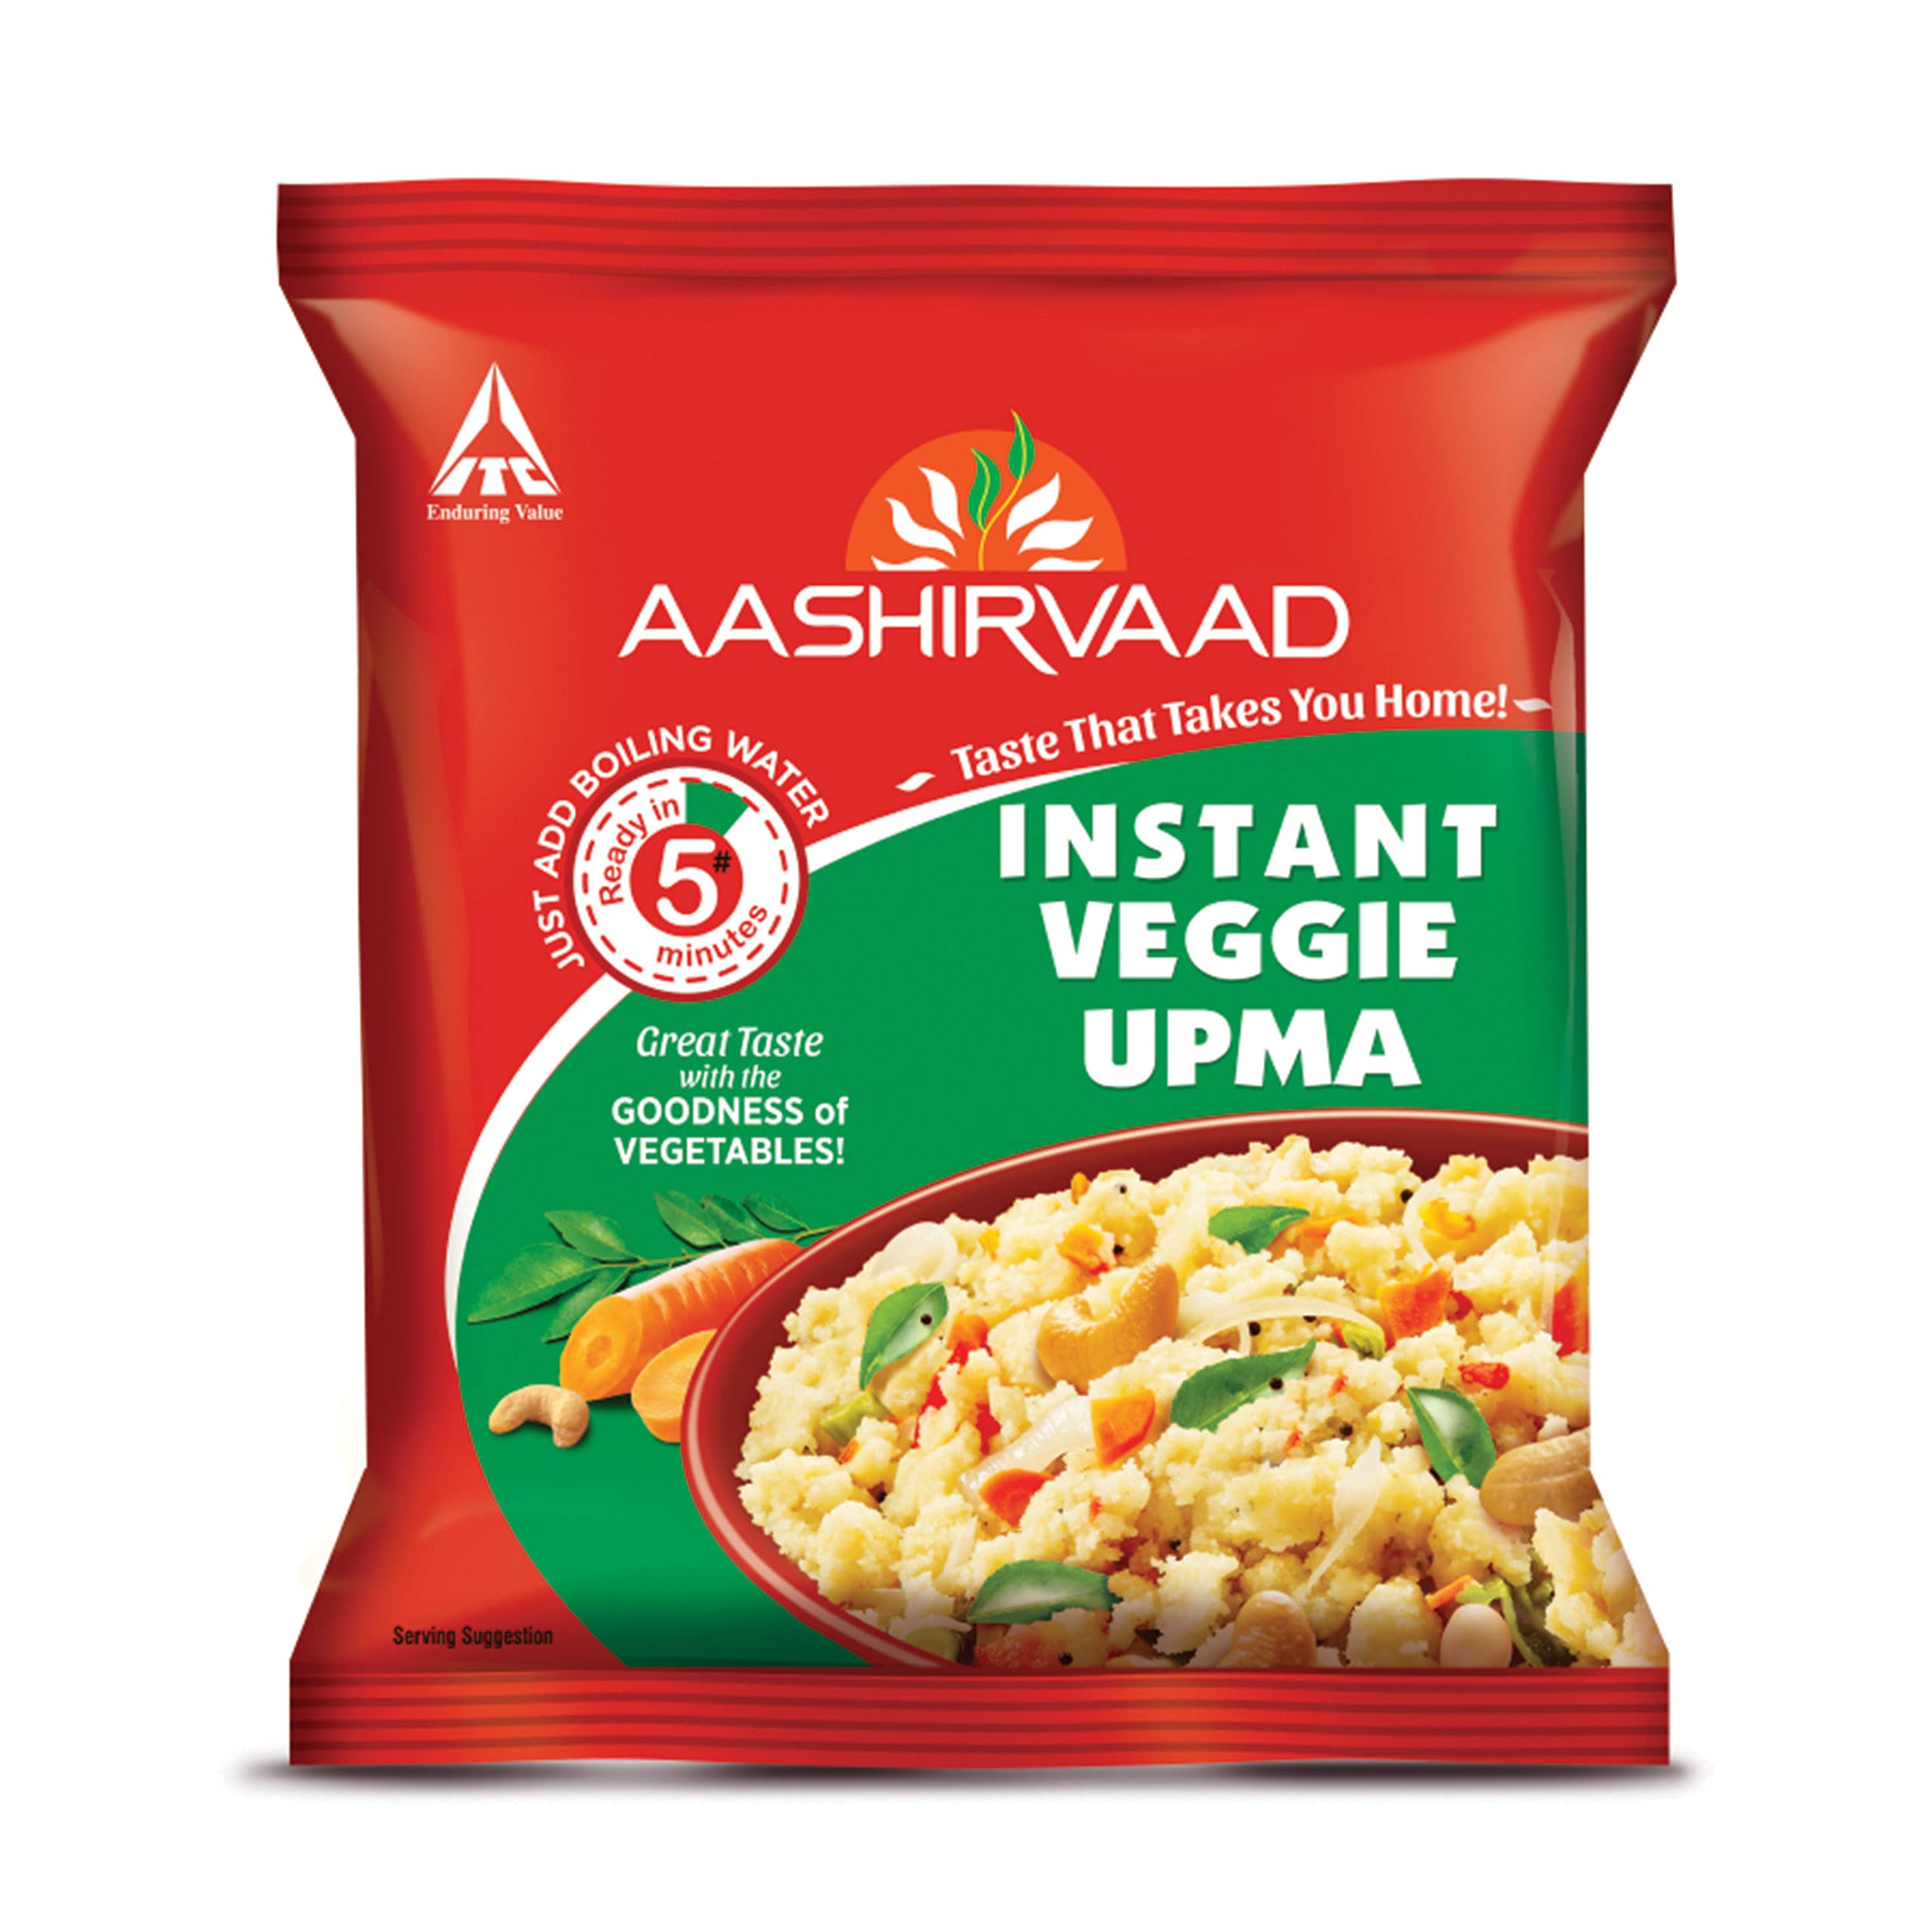 ITC
Enduring Value
AASHIRVAAD
Taste That Takes You Home!
JUST ADD BOILING WATER
Ready in
5#
minutes
INSTANT
VEGGIE
UPMA
Great Taste
with the
GOODNESS of
VEGETABLES!
Serving Suggestion